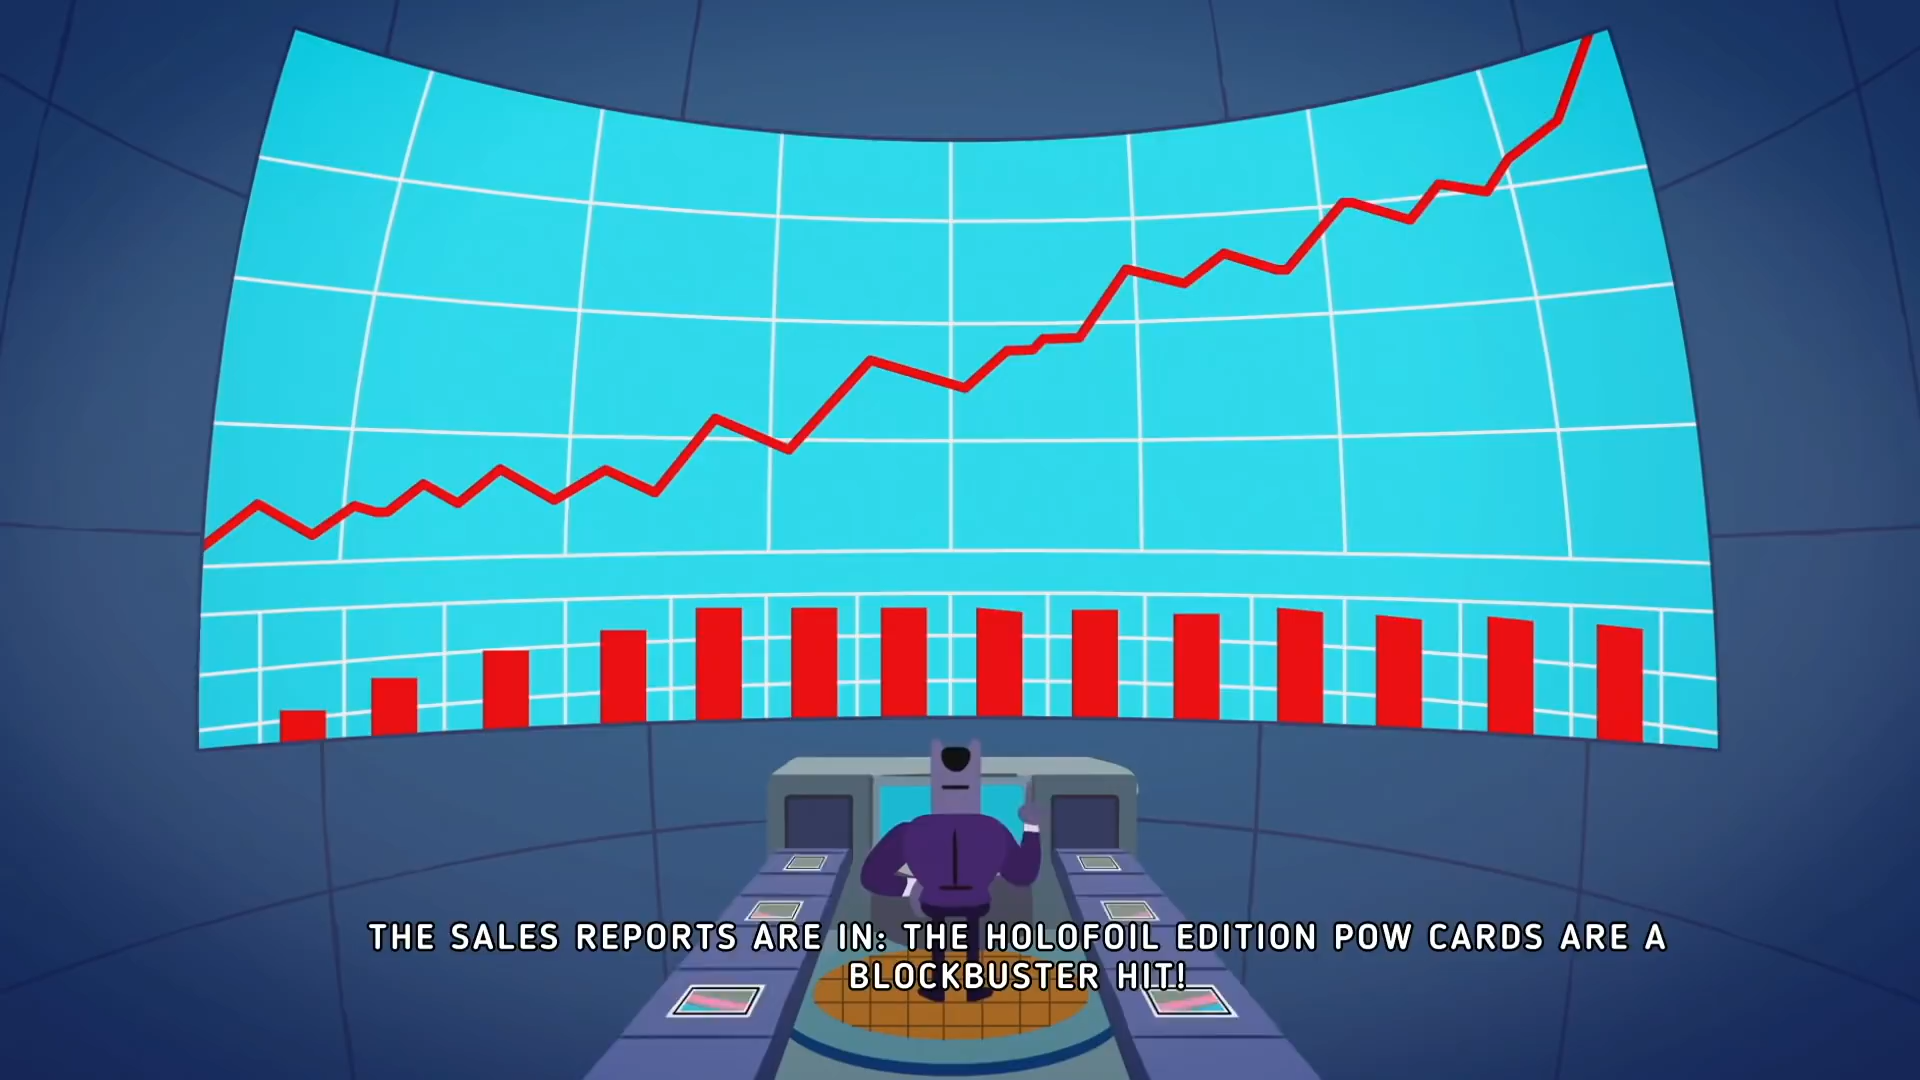 THE SALES REPORTS ARE IN: THE HOLOFOIL EDITION POW CARDS ARE A
BLOCKBUSTER HIT!